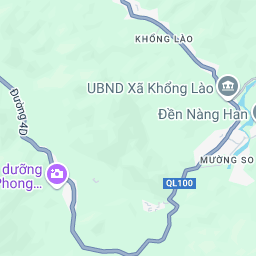 KHỔNG LÀO
UBND Xã Khổng Lào
Đường 4D
Đền Nàng Han
MƯỜNG SO
dưỡng
Phong...
QL100